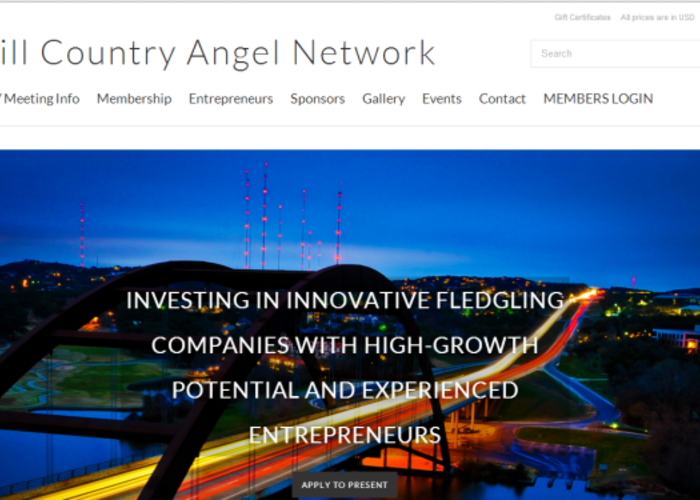 Gift Certificates All prices are in USD
ill Country Angel Network
Search
/ Meeting Info Membership Entrepreneurs Sponsors Gallery Events Contact MEMBERS LOGIN
INVESTING IN INNOVATIVE FLEDGLING
COMPANIES WITH HIGH-GROWTH
POTENTIAL AND EXPERIENCED
ENTREPRENEURS
APPLY TO PRESENT